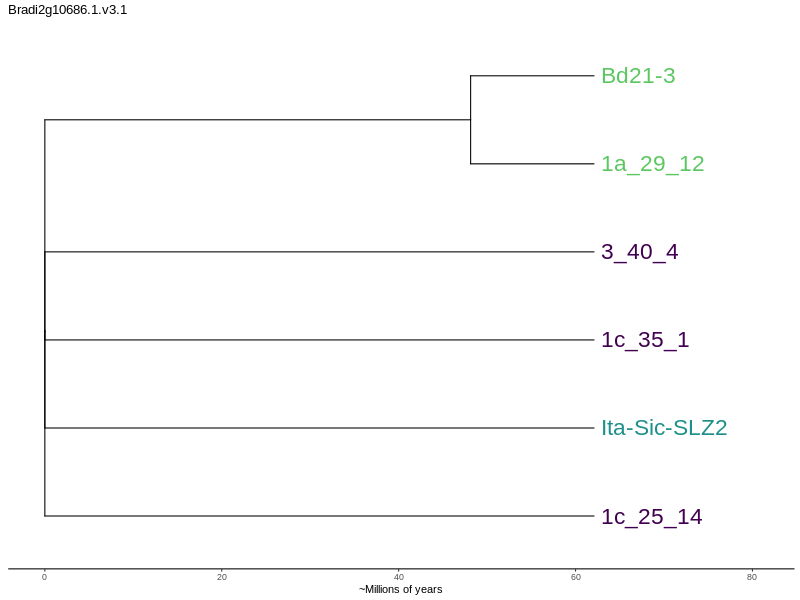 Bradi2g10686.1.v3.1
Bd21-3
1a_29_12
3_40_4
1c_35_1
Ita-Sic-SLZ2
1c_25_14
0 20 40 60 80
~Millions of years